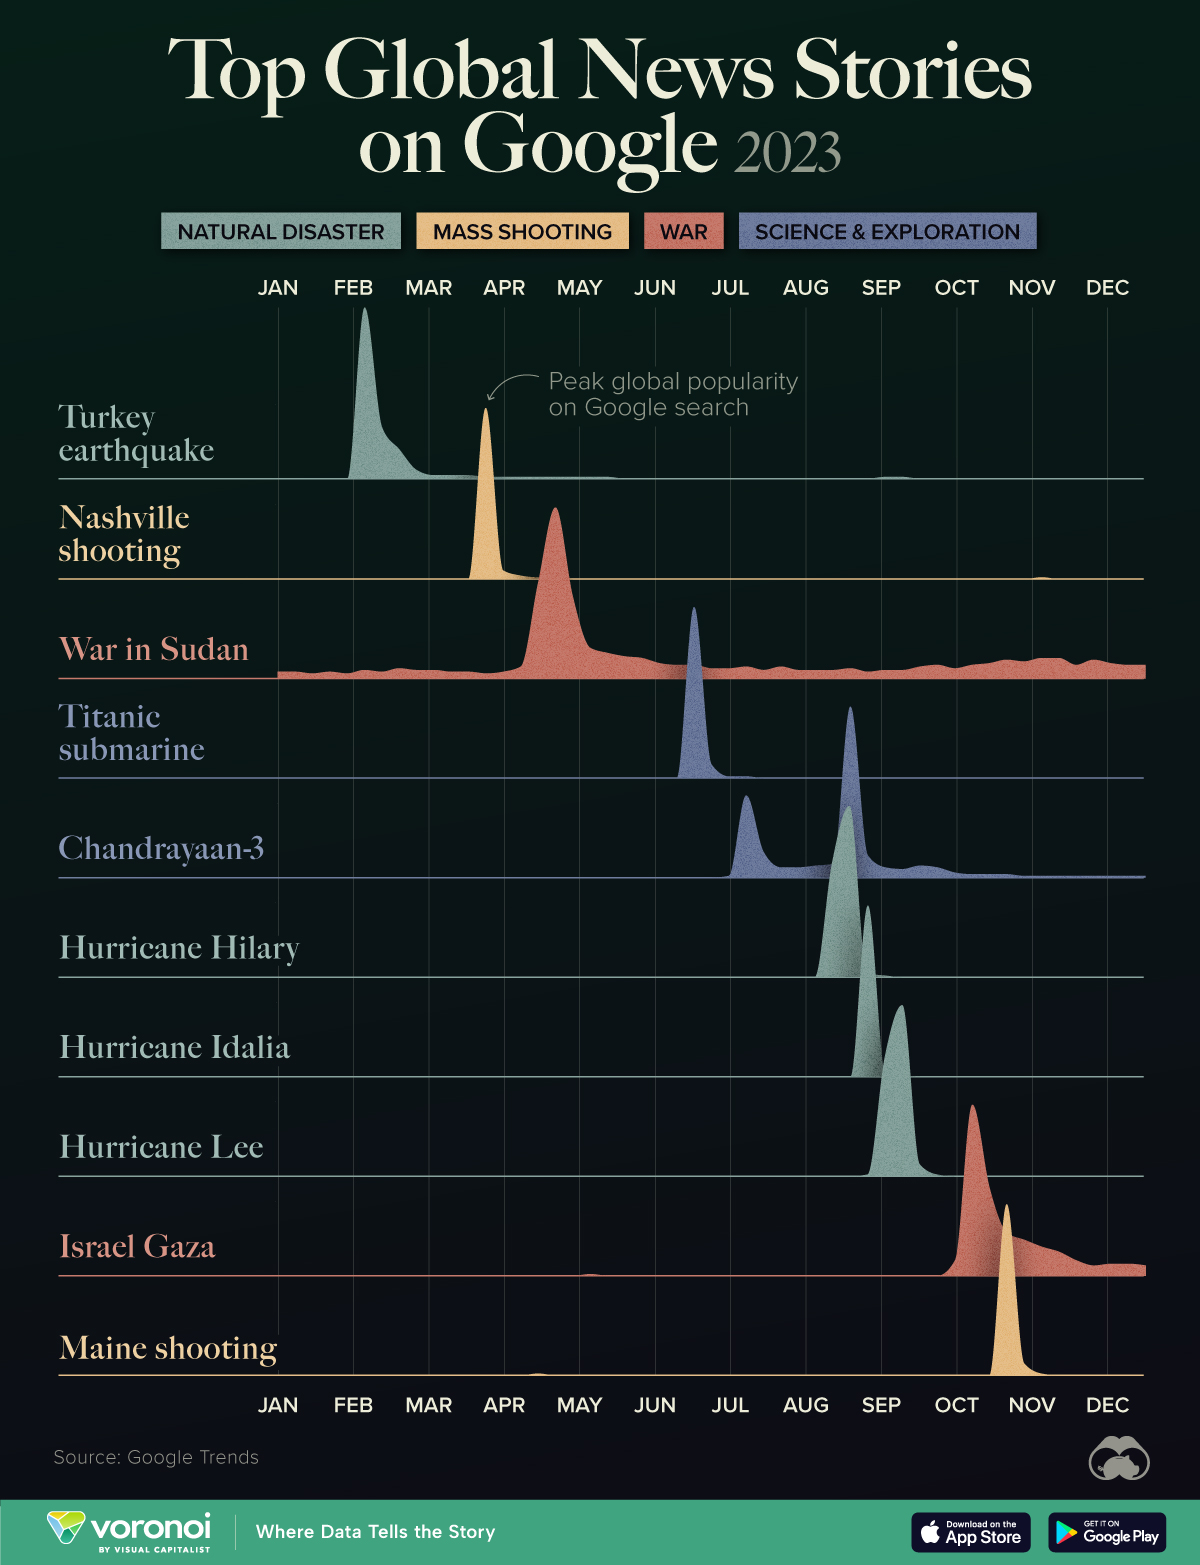 Top Global News Stories
on Google 2023
NATURAL DISASTER
MASS SHOOTING
WAR
SCIENCE & EXPLORATION
JAN FEB MAR APR MAY JUN JUL AUG SEP OCT NOV DEC
Peak global popularity
on Google search
Turkey
earthquake
Nashville
shooting
War in Sudan
Titanic
submarine
Chandrayaan-3
Hurricane Hilary
Hurricane Idalia
Hurricane Lee
Israel Gaza
Maine shooting
JAN FEB MAR APR MAY JUN JUL AUG SEP OCT NOV DEC
Source: Google Trends
voronoi
BY VISUAL CAPITALIST
Where Data Tells the Story
Download on the
App Store
GET IT ON
Google Play